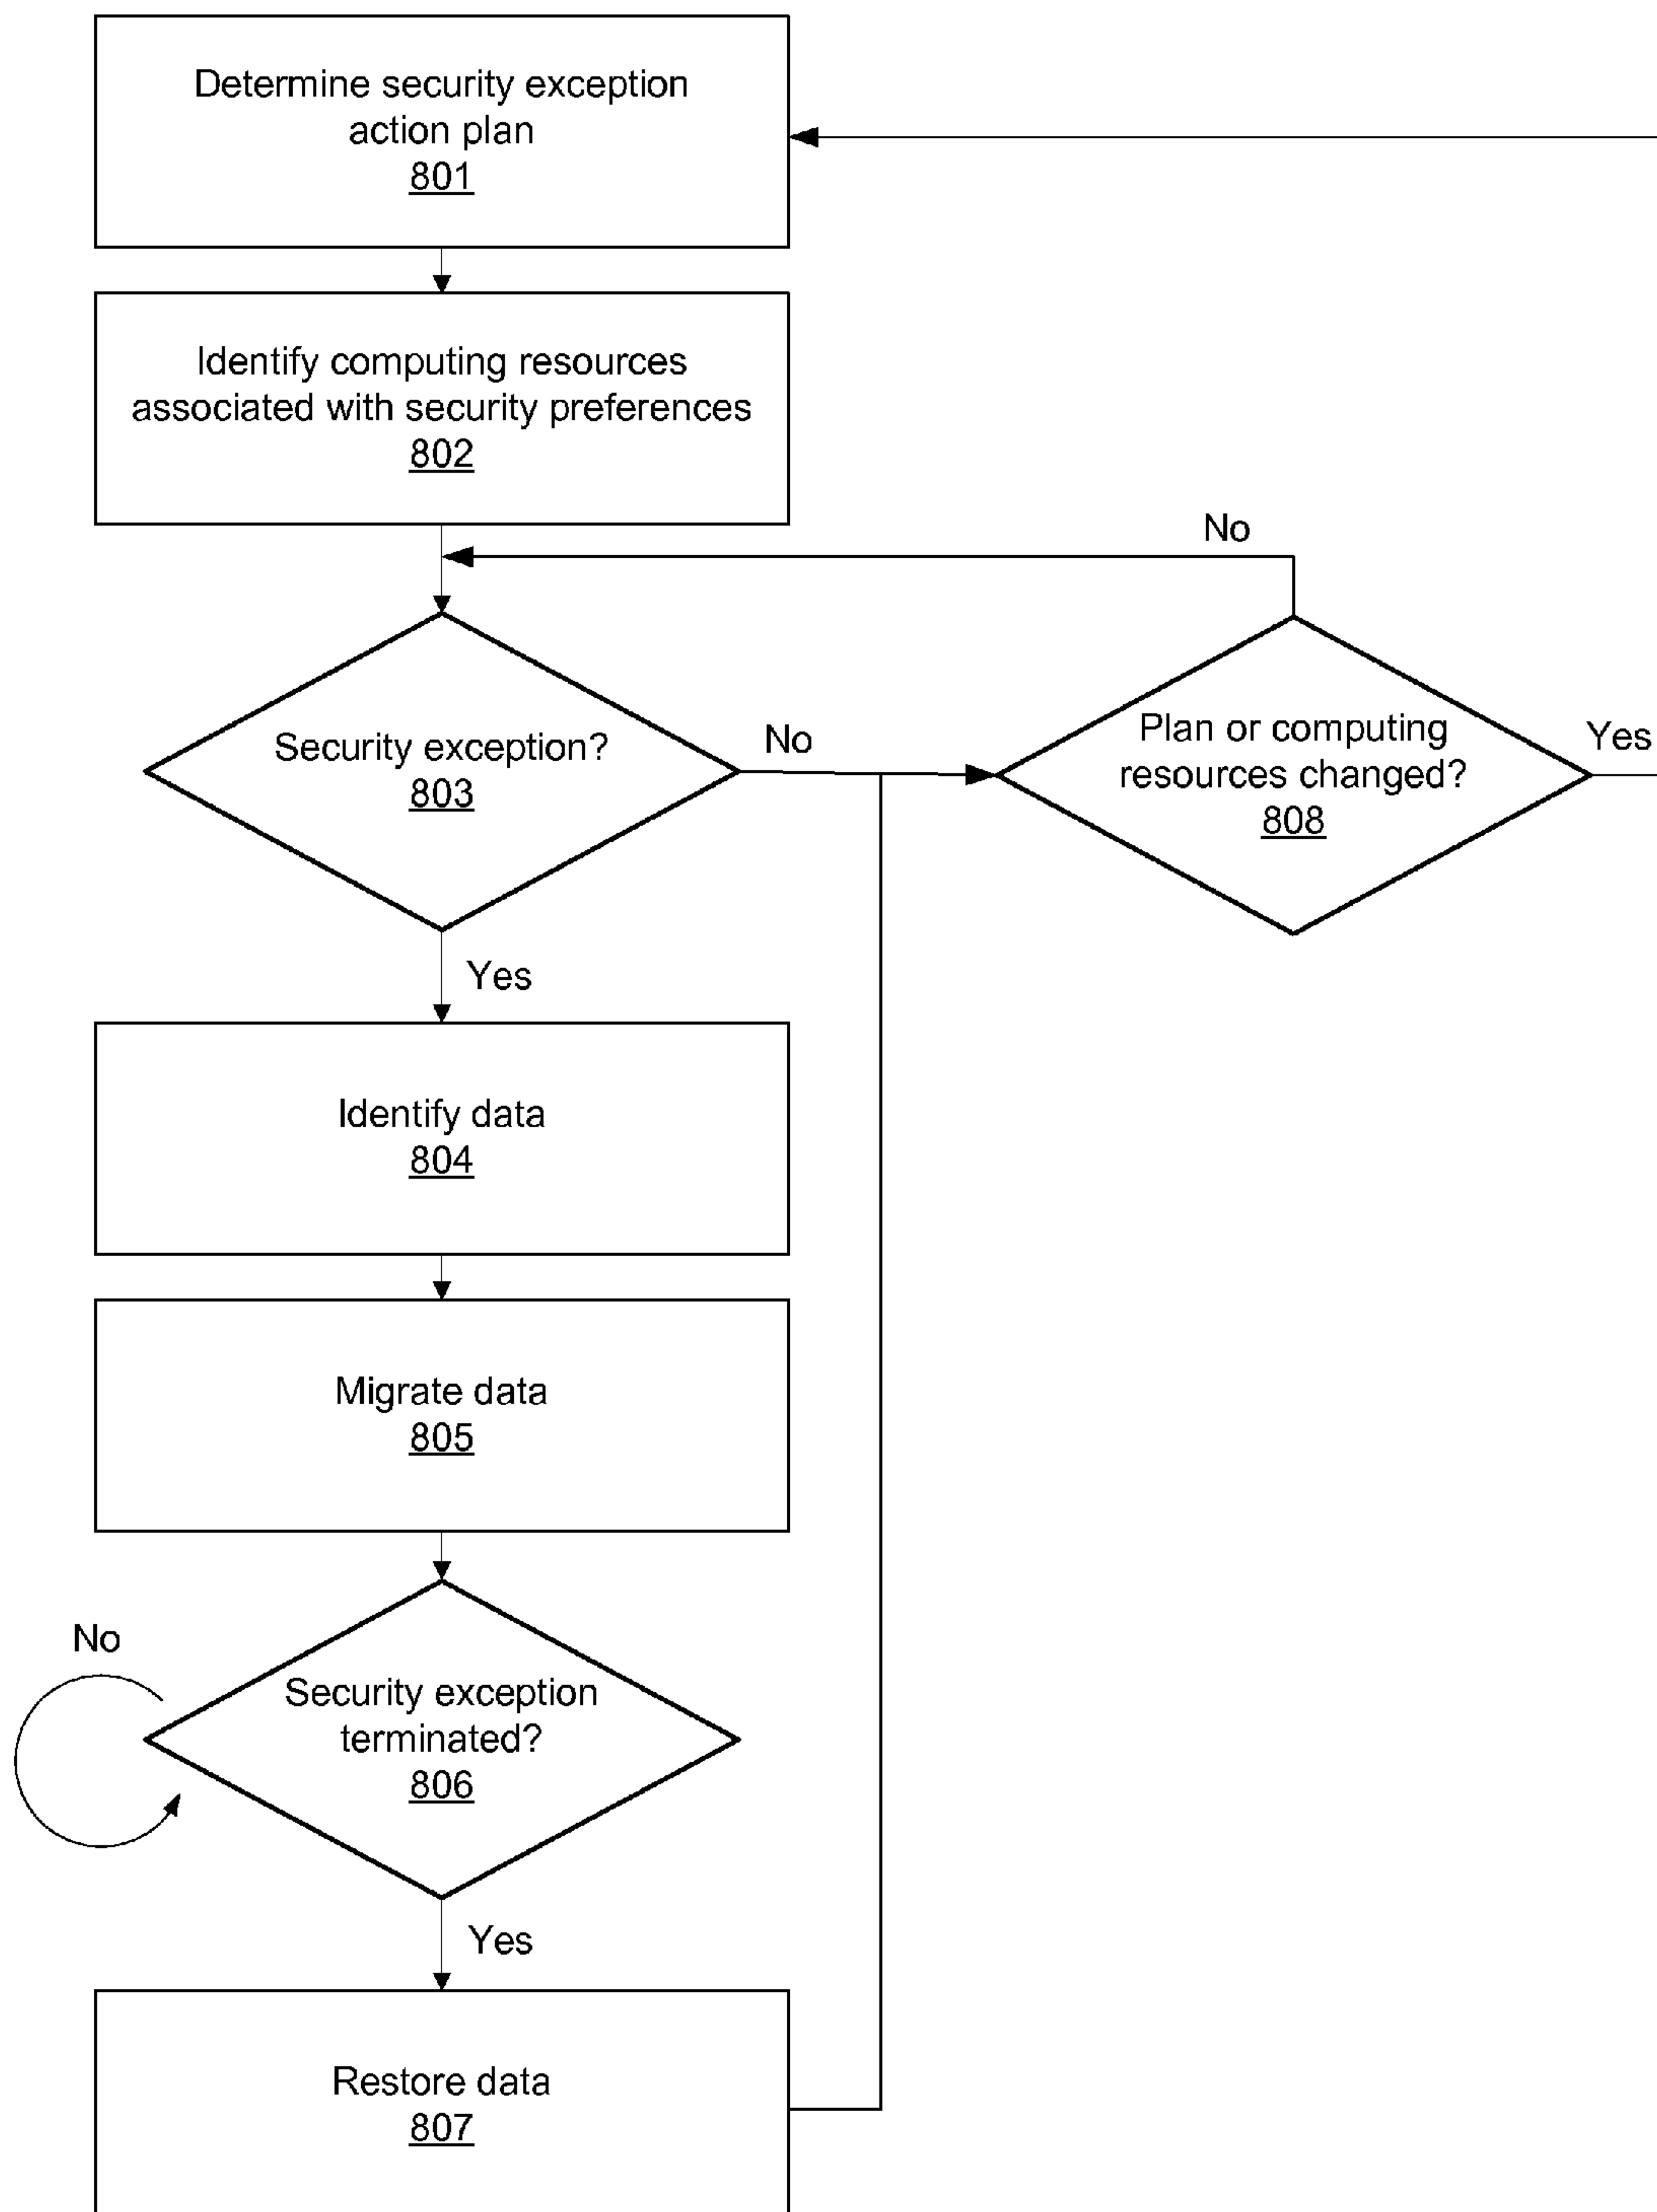 Determine security exception
action plan
801
Identify computing resources
associated with security preferences
802
No
Security exception?
803
No
Plan or computing
resources changed?
808
Yes
Yes
Identify data
804
Migrate data
805
No
Security exception
terminated?
806
Yes
Restore data
807